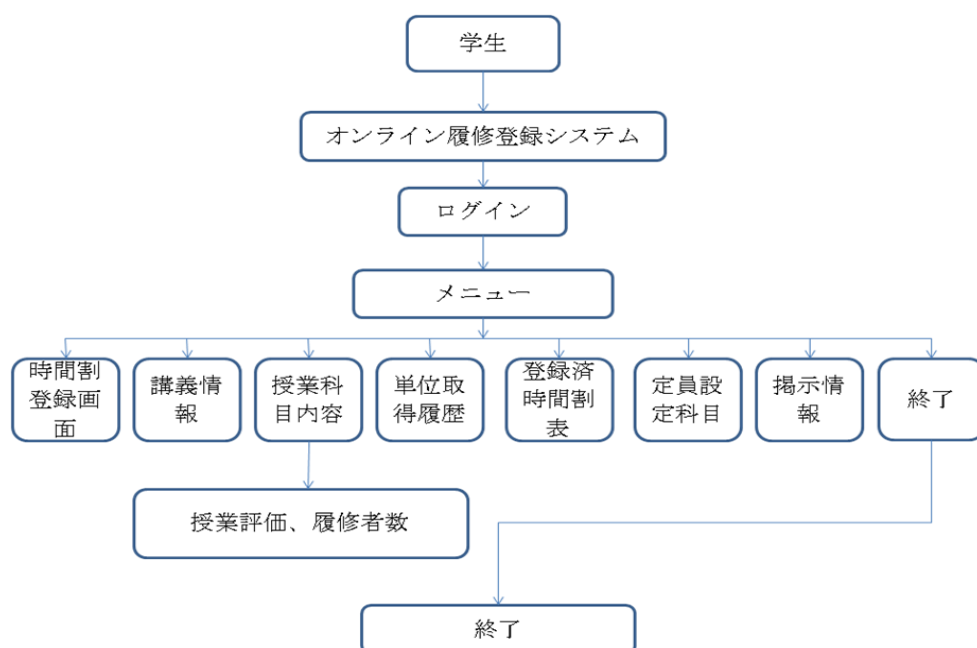 学生
オンライン履修登録システム
ログイン
メニュー
時間割
登録画
面
講義情
報
授業科
目内容
単位取
得履歴
登録済
時間割
表
定員設
定科目
掲示情
報
終了
授業評価、履修者数
終了